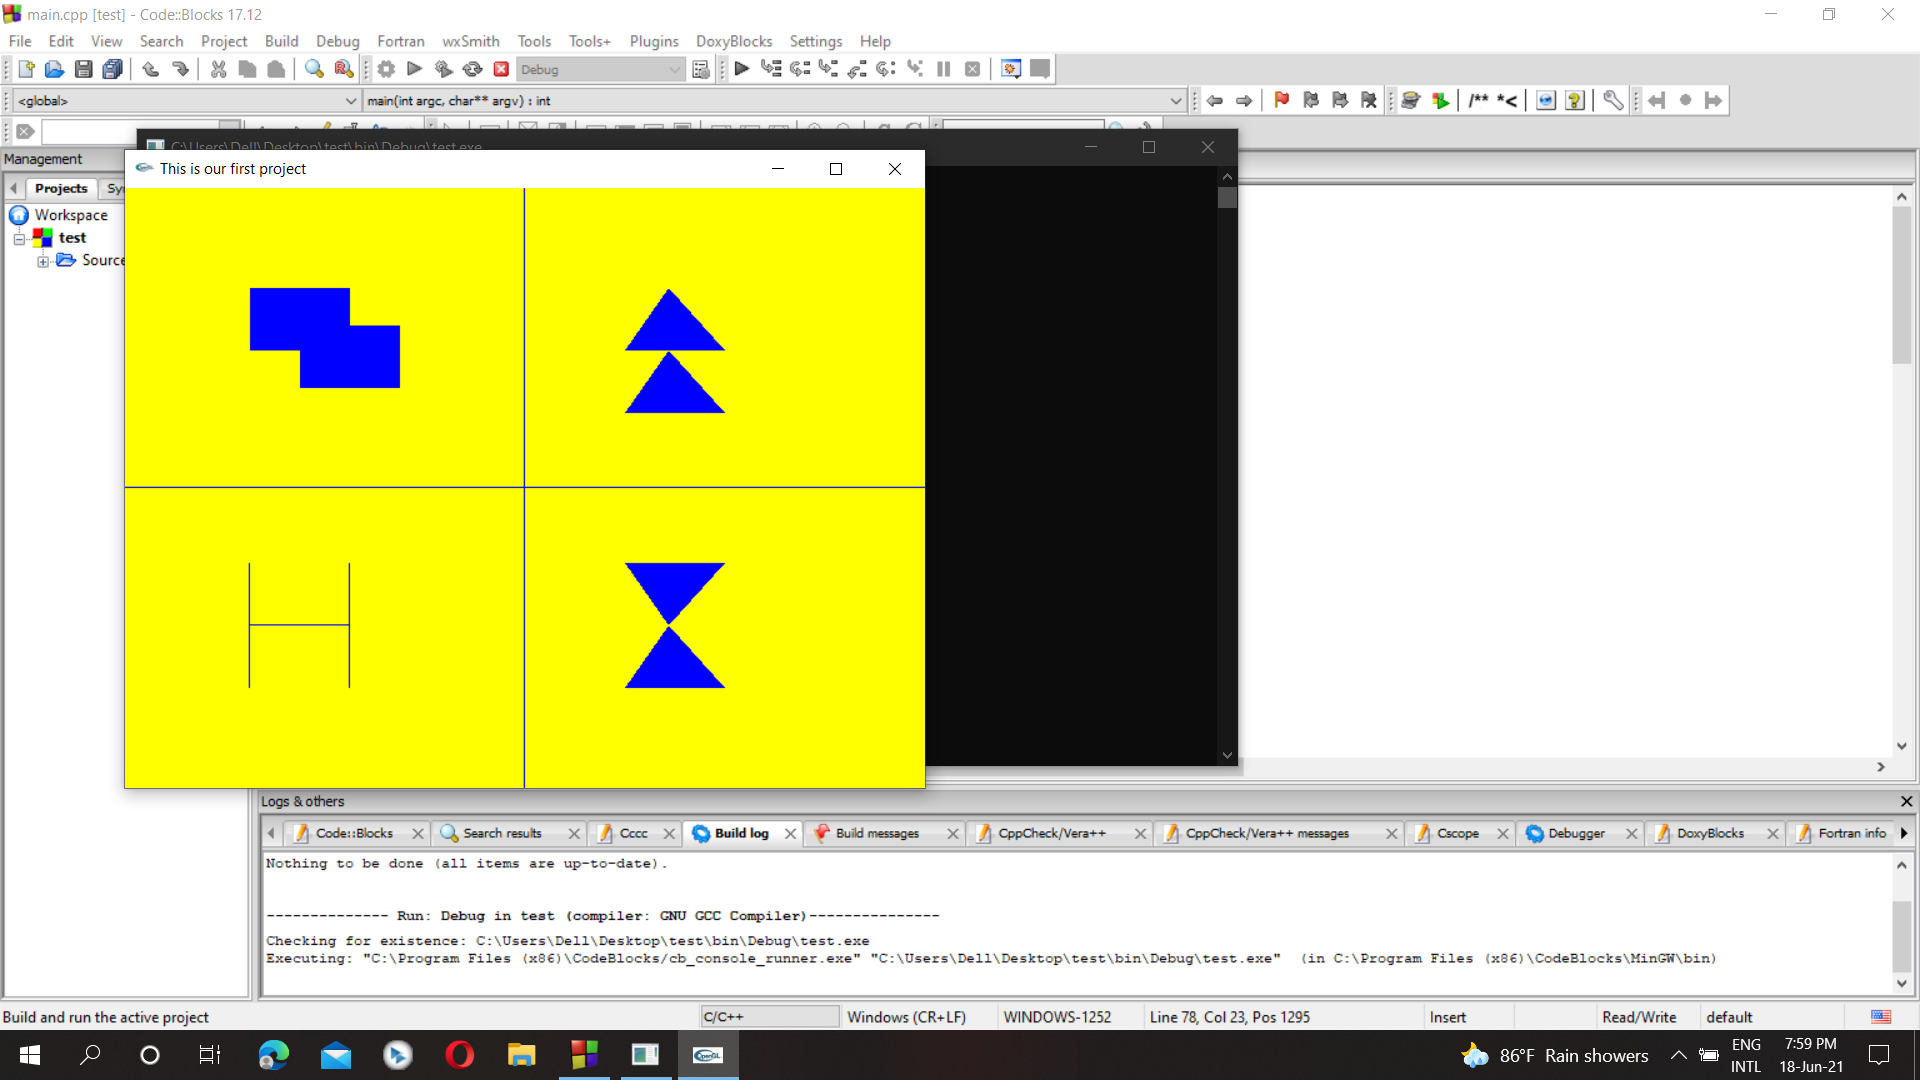 main.cpp [test] - Code::Blocks 17.12
File Edit View Search Project Build Debug Fortran wxSmith Tools Tools+ Plugins DoxyBlocks Settings Help
Debug
<global> main(int argc, char** argv) : int
/** *<
C:\Users\Dell\Desktop\test\bin\Debug\test.exe
Management
This is our first project
Projects Sy
Workspace
test
Source
Logs & others
Code::Blocks Search results Cccc Build log Build messages CppCheck/Vera++ CppCheck/Vera++ messages Cscope Debugger DoxyBlocks Fortran info
Nothing to be done (all items are up-to-date).
-------------- Run: Debug in test (compiler: GNU GCC Compiler)---------------
Checking for existence: C:\Users\Dell\Desktop\test\bin\Debug\test.exe
Executing: "C:\Program Files (x86)\CodeBlocks/cb_console_runner.exe" "C:\Users\Dell\Desktop\test\bin\Debug\test.exe"  (in C:\Program Files (x86)\CodeBlocks\MinGW\bin)
Build and run the active project C/C++ Windows (CR+LF) WINDOWS-1252 Line 78, Col 23, Pos 1295 Insert Read/Write default
OpenGL 86°F Rain showers ENG INTL 7:59 PM 18-Jun-21